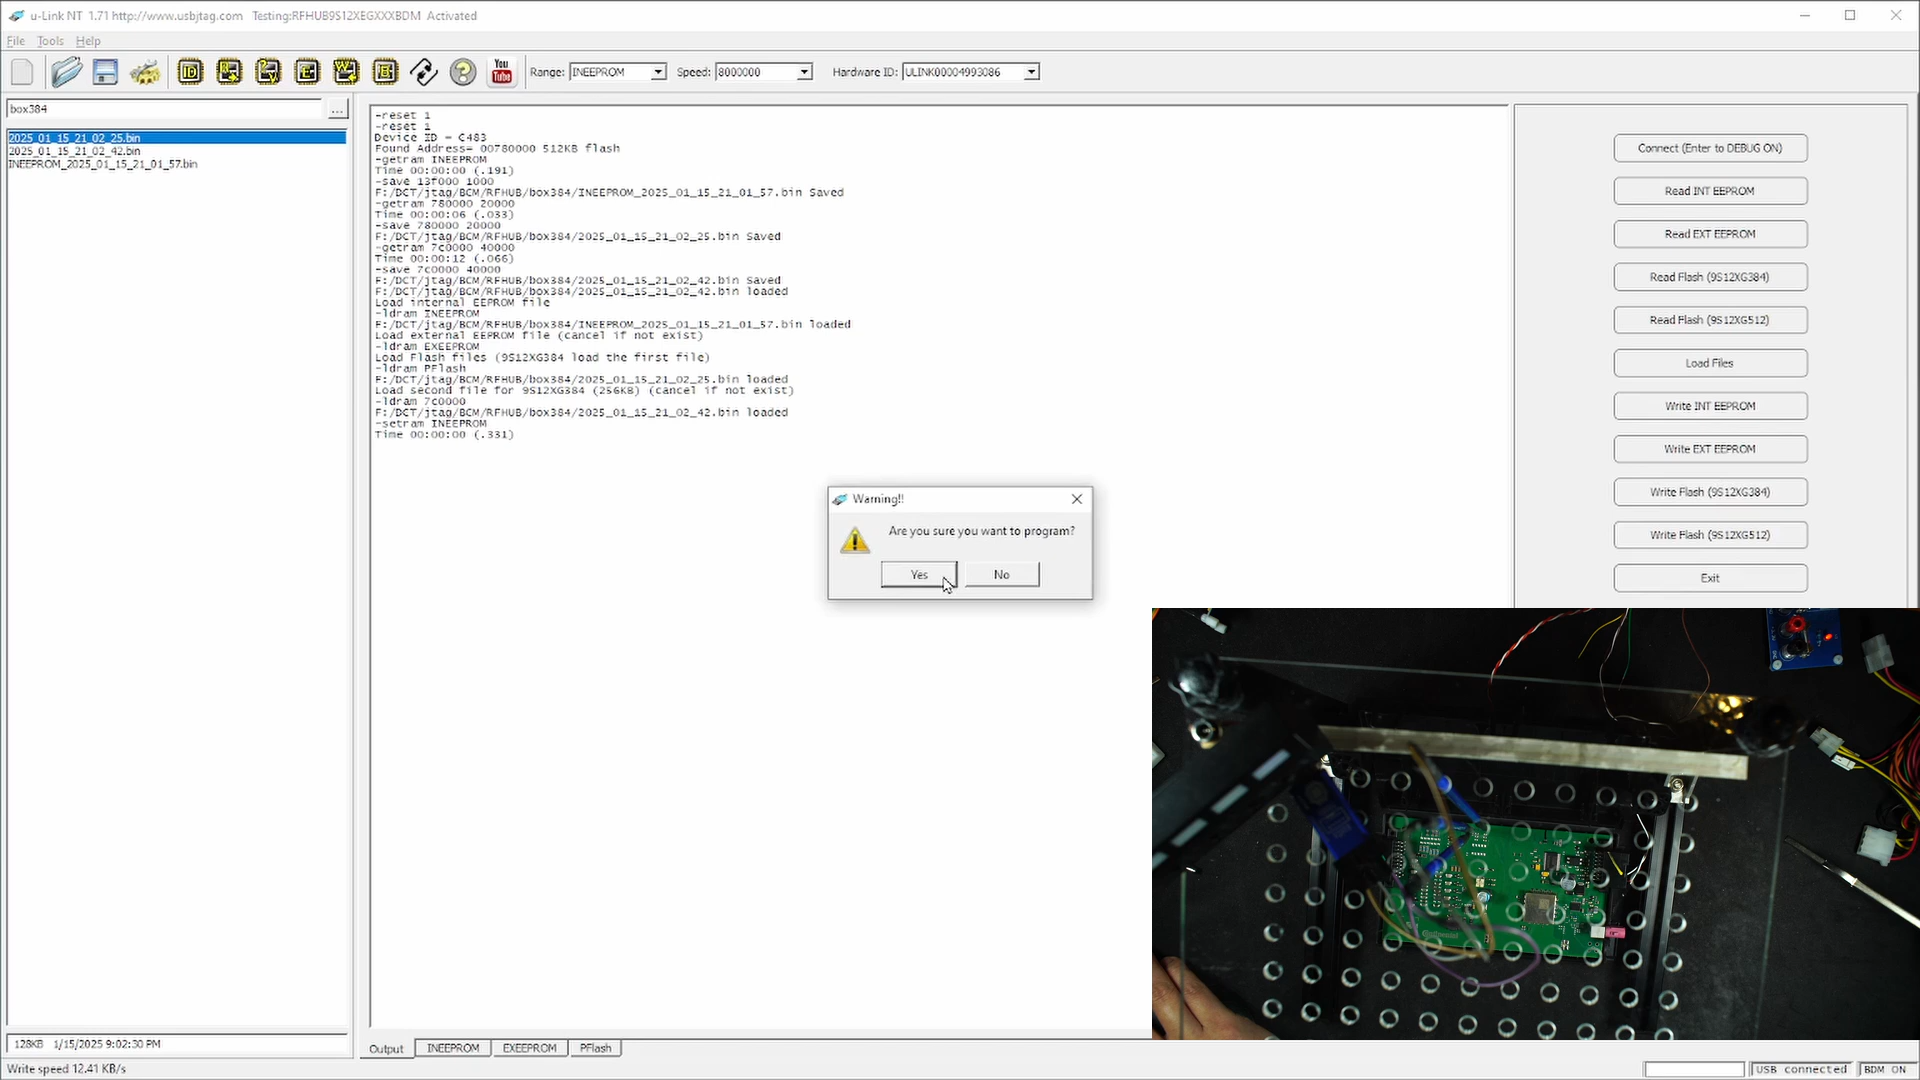 u-Link NT 1.71 http://www.usbjtag.com Testing:RFHUB9S12XEGXXXBDM Activated
File Tools Help
ID
You Tube
Range: INEEPROM Speed: 8000000 Hardware ID: ULINK00004993086
box384
...
2025_01_15_21_02_25.bin
2025_01_15_21_02_42.bin
INEEPROM_2025_01_15_21_01_57.bin
-reset 1
-reset 1
Device ID = C483
Found Address= 00780000 512KB flash
-getram INEEPROM
Time 00:00:00 (.191)
-save 13f000 1000
F:/DCT/jtag/BCM/RFHUB/box384/INEEPROM_2025_01_15_21_01_57.bin Saved
-getram 780000 20000
Time 00:00:06 (.033)
-save 780000 20000
F:/DCT/jtag/BCM/RFHUB/box384/2025_01_15_21_02_25.bin Saved
-getram 7c0000 40000
Time 00:00:12 (.066)
-save 7c0000 40000
F:/DCT/jtag/BCM/RFHUB/box384/2025_01_15_21_02_42.bin Saved
F:/DCT/jtag/BCM/RFHUB/box384/2025_01_15_21_02_42.bin loaded
Load internal EEPROM file
-ldram INEEPROM
F:/DCT/jtag/BCM/RFHUB/box384/INEEPROM_2025_01_15_21_01_57.bin loaded
Load external EEPROM file (cancel if not exist)
-ldram EXEEPROM
Load Flash files (9S12XG384 load the first file)
-ldram PFlash
F:/DCT/jtag/BCM/RFHUB/box384/2025_01_15_21_02_25.bin loaded
Load second file for 9S12XG384 (256KB) (cancel if not exist)
-ldram 7c0000
F:/DCT/jtag/BCM/RFHUB/box384/2025_01_15_21_02_42.bin loaded
-setram INEEPROM
Time 00:00:00 (.331)
Warning!!
Are you sure you want to program?
Yes No
Connect (Enter to DEBUG ON)
Read INT EEPROM
Read EXT EEPROM
Read Flash (9S12XG384)
Read Flash (9S12XG512)
Load Files
Write INT EEPROM
Write EXT EEPROM
Write Flash (9S12XG384)
Write Flash (9S12XG512)
Exit
Continental
128KB 1/15/2025 9:02:30 PM
Output INEEPROM EXEEPROM PFlash
Write speed 12.41 KB/s
USB connected BDM ON